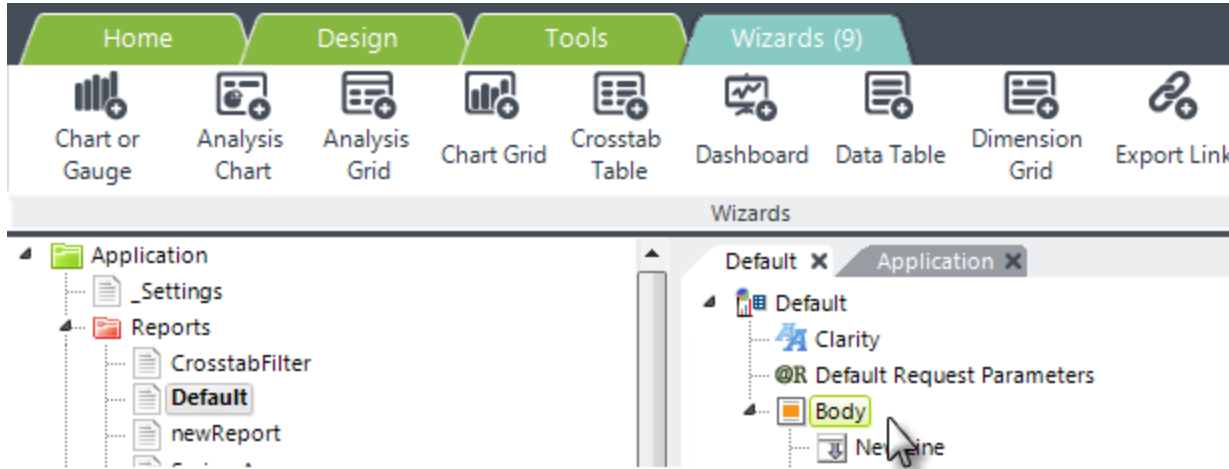 Home Design Tools Wizards (9)
Chart or Gauge
Analysis Chart
Analysis Grid
Chart Grid
Crosstab Table
Dashboard
Data Table
Dimension Grid
Export Link
Wizards
Application
_Settings
Reports
CrosstabFilter
Default
newReport
Default Application
Default
Clarity
@R Default Request Parameters
Body